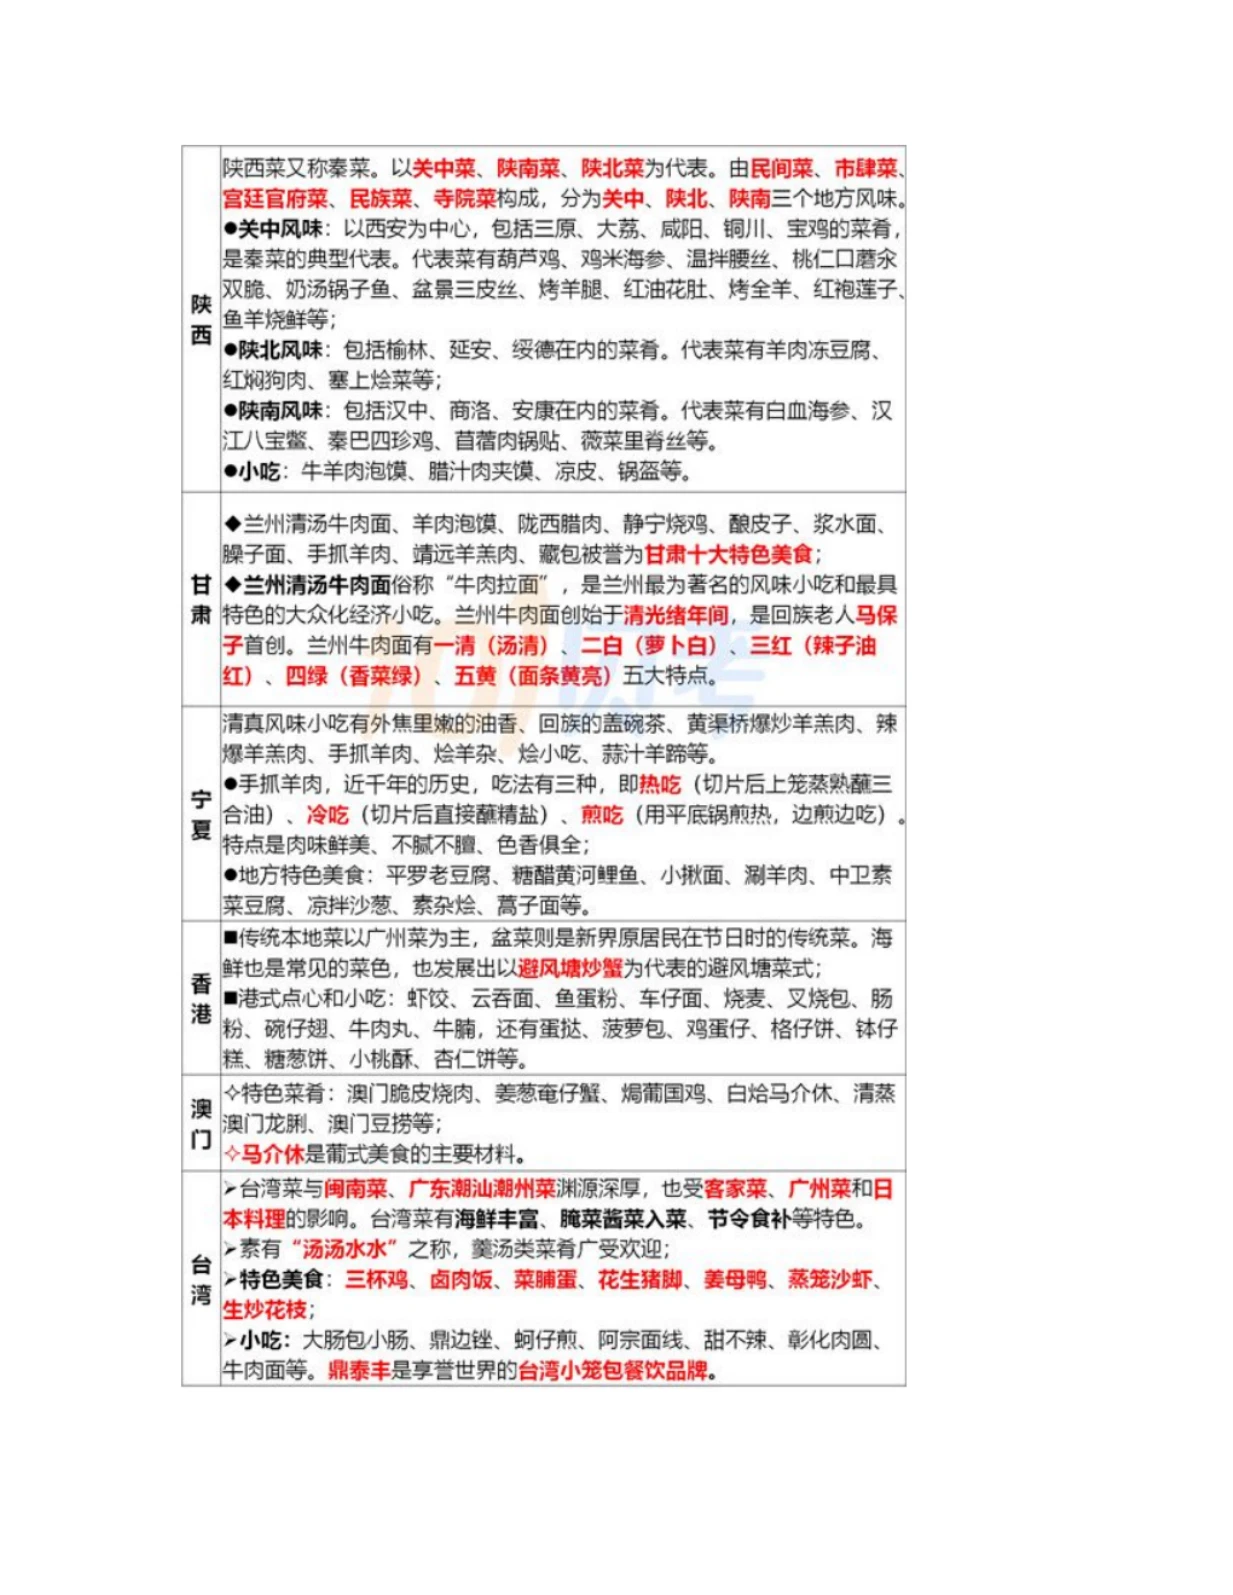 陕西
陕西菜又称秦菜。以关中菜、陕南菜、陕北菜为代表。由民间菜、市肆菜、
宫廷官府菜、民族菜、寺院菜构成，分为关中、陕北、陕南三个地方风味。
●关中风味：以西安为中心，包括三原、大荔、咸阳、铜川、宝鸡的菜肴，
是秦菜的典型代表。代表菜有葫芦鸡、鸡米海参、温拌腰丝、桃仁口蘑汆
双脆、奶汤锅子鱼、盆景三皮丝、烤羊腿、红油花肚、烤全羊、红袍莲子、
鱼羊烧鲜等；
●陕北风味：包括榆林、延安、绥德在内的菜肴。代表菜有羊肉冻豆腐、
红焖狗肉、塞上烩菜等；
●陕南风味：包括汉中、商洛、安康在内的菜肴。代表菜有白血海参、汉
江八宝鳖、秦巴四珍鸡、苜蓿肉锅贴、薇菜里脊丝等。
●小吃：牛羊肉泡馍、腊汁肉夹馍、凉皮、锅盔等。
甘肃
◆兰州清汤牛肉面、羊肉泡馍、陇西腊肉、静宁烧鸡、酿皮子、浆水面、
臊子面、手抓羊肉、靖远羊羔肉、藏包被誉为甘肃十大特色美食；
◆兰州清汤牛肉面俗称“牛肉拉面”，是兰州最为著名的风味小吃和最具
特色的大众化经济小吃。兰州牛肉面创始于清光绪年间，是回族老人马保
子首创。兰州牛肉面有一清（汤清）、二白（萝卜白）、三红（辣子油
红）、四绿（香菜绿）、五黄（面条黄亮）五大特点。
宁夏
清真风味小吃有外焦里嫩的油香、回族的盖碗茶、黄渠桥爆炒羊羔肉、辣
爆羊羔肉、手抓羊肉、烩羊杂、烩小吃、蒜汁羊蹄等。
●手抓羊肉，近千年的历史，吃法有三种，即热吃（切片后上笼蒸熟蘸三
合油）、冷吃（切片后直接蘸精盐）、煎吃（用平底锅煎热，边煎边吃）。
特点是肉味鲜美、不腻不膻、色香俱全；
●地方特色美食：平罗老豆腐、糖醋黄河鲤鱼、小揪面、涮羊肉、中卫素
菜豆腐、凉拌沙葱、素杂烩、蒿子面等。
香港
■传统本地菜以广州菜为主，盆菜则是新界原居民在节日时的传统菜。海
鲜也是常见的菜色，也发展出以避风塘炒蟹为代表的避风塘菜式；
■港式点心和小吃：虾饺、云吞面、鱼蛋粉、车仔面、烧麦、叉烧包、肠
粉、碗仔翅、牛肉丸、牛腩，还有蛋挞、菠萝包、鸡蛋仔、格仔饼、钵仔
糕、糖葱饼、小桃酥、杏仁饼等。
澳门
✧特色菜肴：澳门脆皮烧肉、姜葱奄仔蟹、焗葡国鸡、白烩马介休、清蒸
澳门龙脷、澳门豆捞等；
✧马介休是葡式美食的主要材料。
台湾
➢台湾菜与闽南菜、广东潮汕潮州菜渊源深厚，也受客家菜、广州菜和日
本料理的影响。台湾菜有海鲜丰富、腌菜酱菜入菜、节令食补等特色。
➢素有“汤汤水水”之称，羹汤类菜肴广受欢迎；
➢特色美食：三杯鸡、卤肉饭、菜脯蛋、花生猪脚、姜母鸭、蒸笼沙虾、
生炒花枝；
➢小吃：大肠包小肠、鼎边锉、蚵仔煎、阿宗面线、甜不辣、彰化肉圆、
牛肉面等。鼎泰丰是享誉世界的台湾小笼包餐饮品牌。